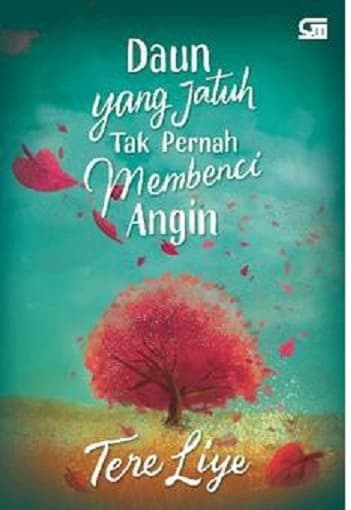 Daun
yang Jatuh
Tak Pernah
Membenci
Angin
Tere Liye